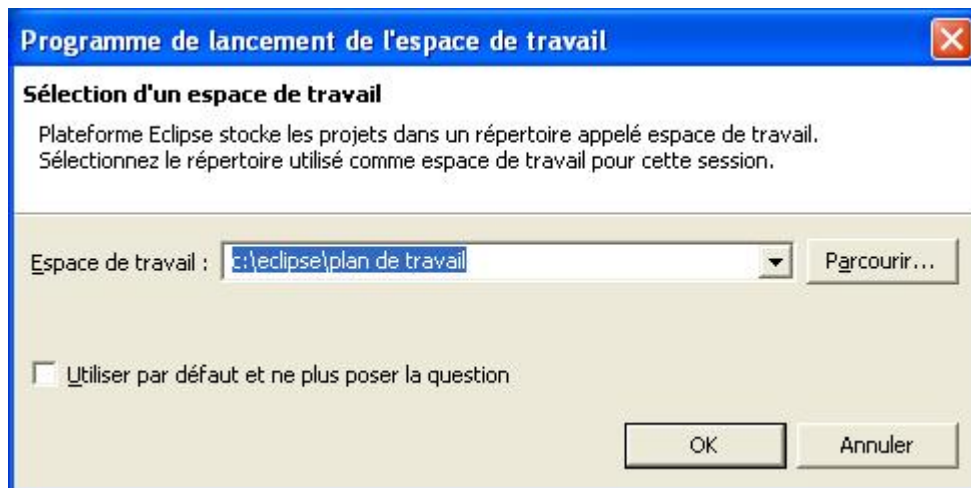 Programme de lancement de l'espace de travail
Sélection d'un espace de travail
Plateforme Eclipse stocke les projets dans un répertoire appelé espace de travail.
Sélectionnez le répertoire utilisé comme espace de travail pour cette session.
Espace de travail : c:\eclipse\plan de travail Parcourir...
Utiliser par défaut et ne plus poser la question
OK Annuler